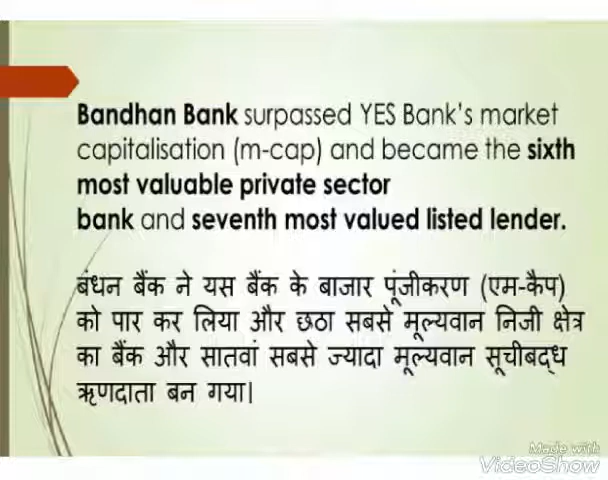 Bandhan Bank surpassed YES Bank's market
capitalisation (m-cap) and became the sixth
most valuable private sector
bank and seventh most valued listed lender.
बंधन बैंक ने यस बैंक के बाजार पूंजीकरण (एम-कैप)
को पार कर लिया और छठा सबसे मूल्यवान निजी क्षेत्र
का बैंक और सातवां सबसे ज्यादा मूल्यवान सूचीबद्ध
ऋणदाता बन गया।
Made with
VideoShow